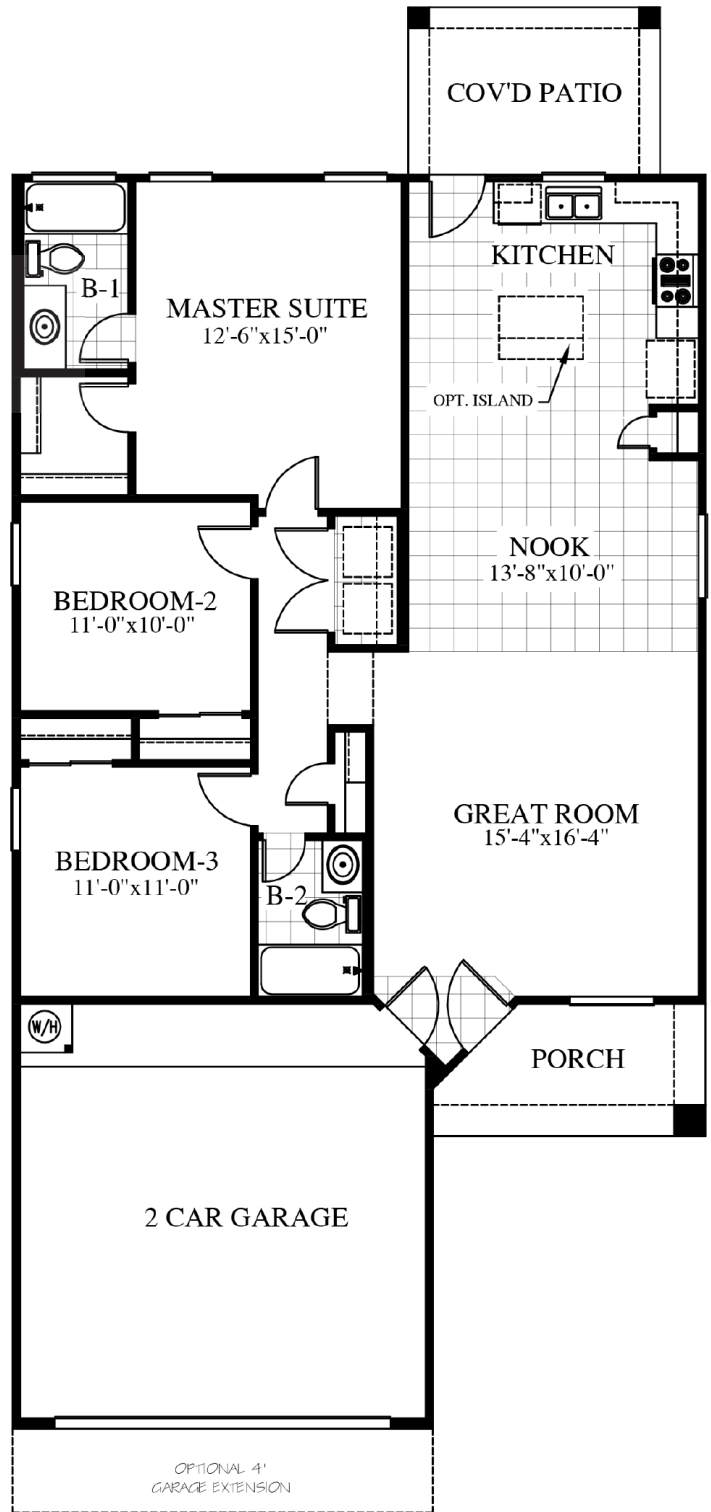 COV'D PATIO
KITCHEN
B-1
MASTER SUITE
12'-6"x15'-0"
OPT. ISLAND
NOOK
13'-8"x10'-0"
BEDROOM-2
11'-0"x10'-0"
GREAT ROOM
15'-4"x16'-4"
BEDROOM-3
11'-0"x11'-0"
B-2
W/H
PORCH
2 CAR GARAGE
OPTIONAL 4'
GARAGE EXTENSION